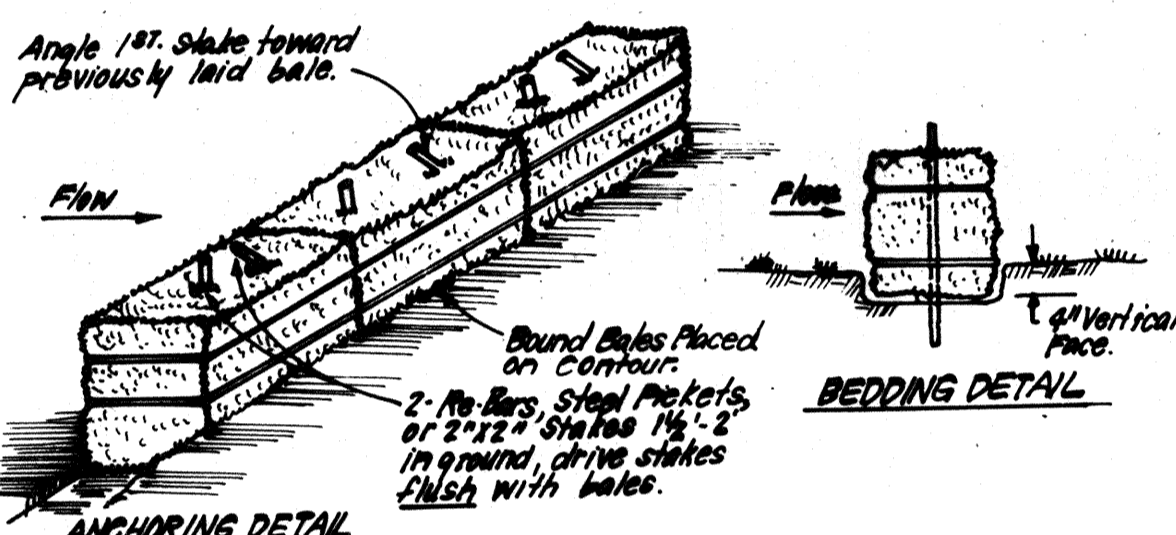 Angle 1ST. stake toward
previously laid bale.
Flow
Flow
Bound Bales Placed
on contour.
2-Re-Bars, Steel Pickets,
or 2"x2" Stakes 1½'-2'
in ground, drive stakes
flush with bales.
ANCHORING DETAIL
4" Vertical
Face.
BEDDING DETAIL